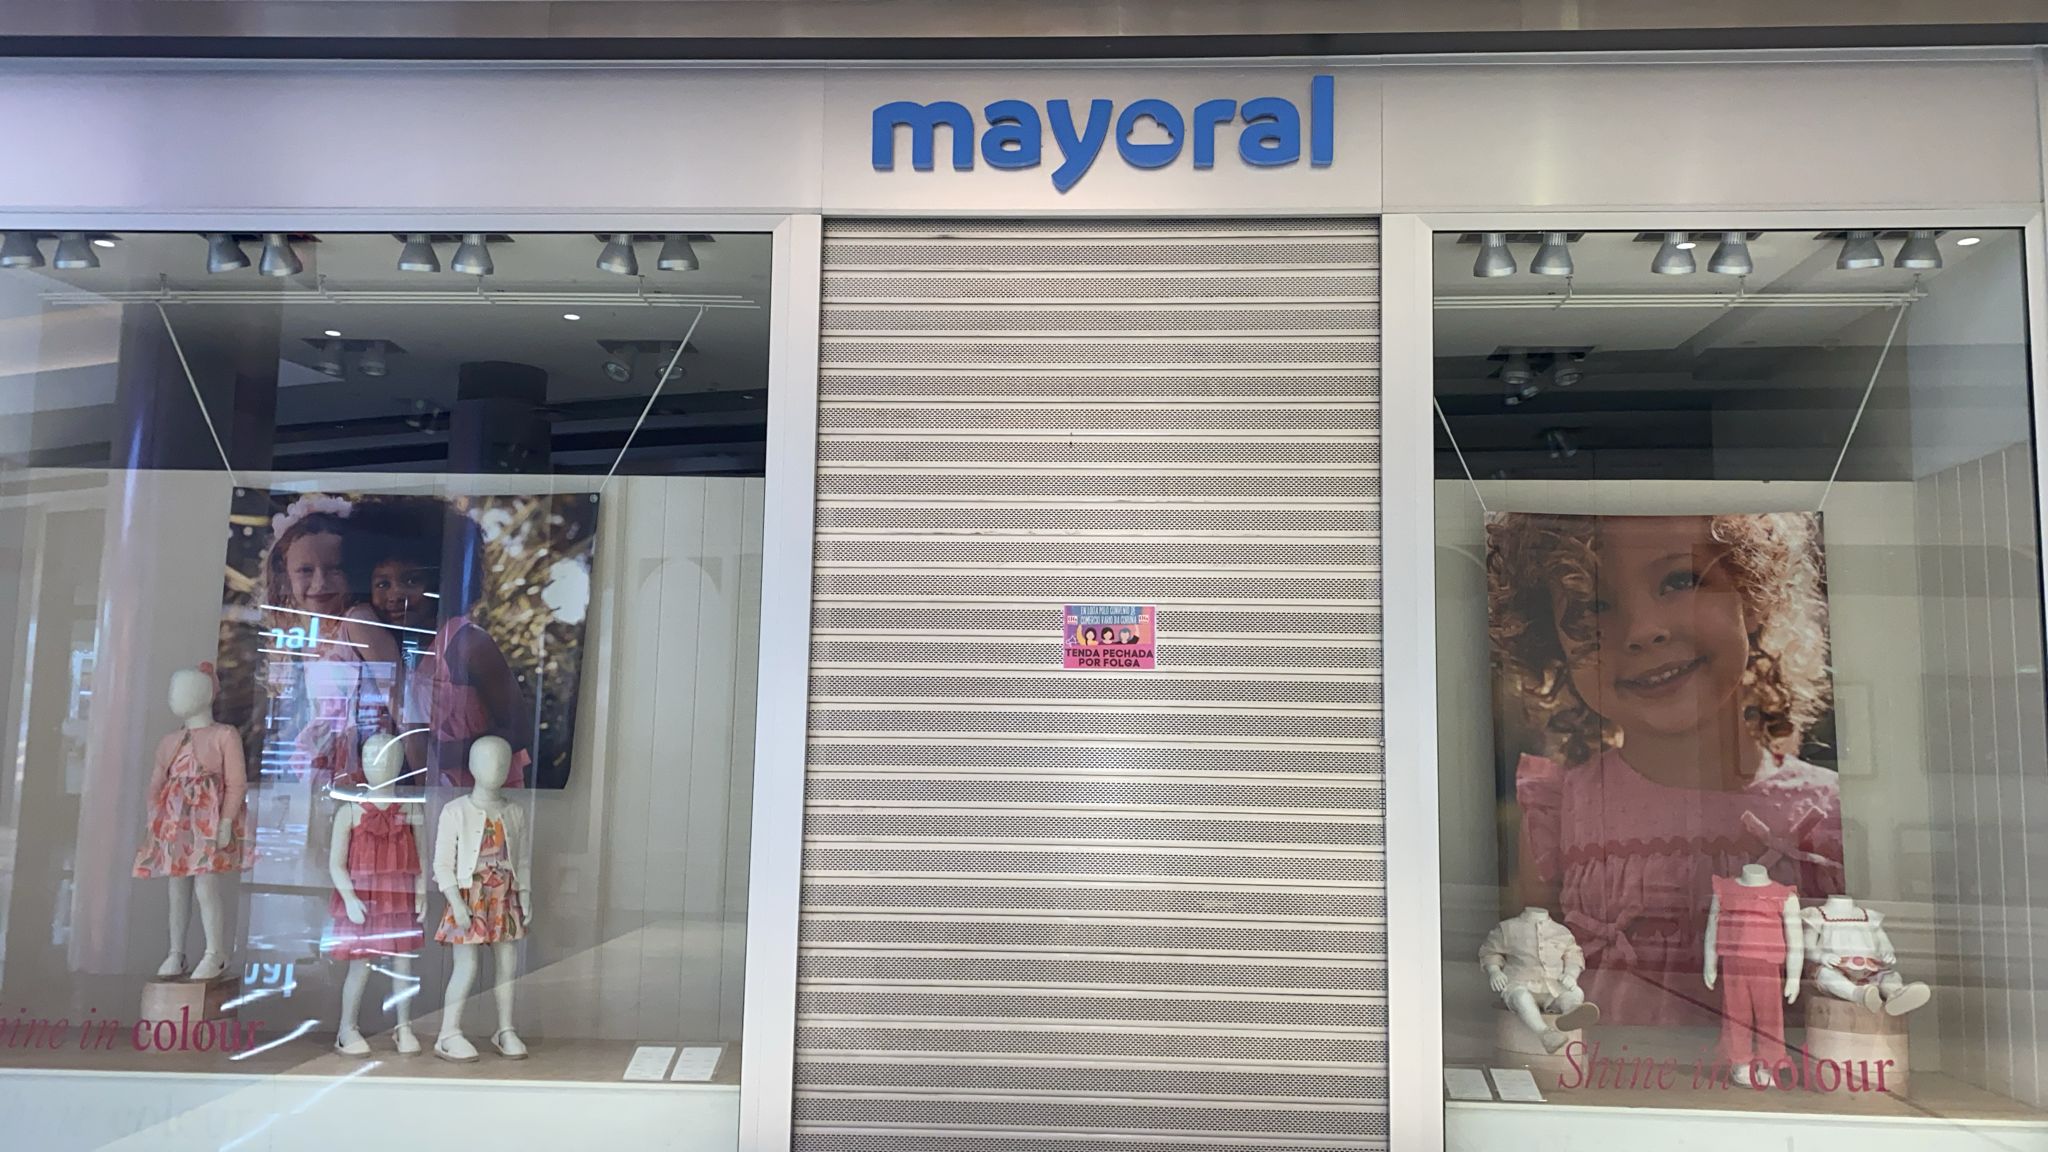 mayoral
EN LOITA POLO CONVENIO DE
COMERCIO VARIO DA CORUÑA
TENDA PECHADA
POR FOLGA
in colour
Shine in colour